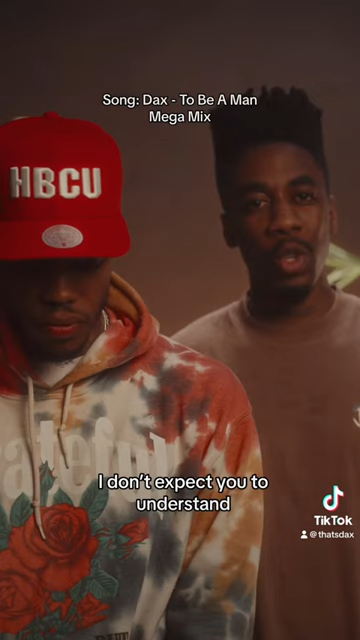 Song: Dax - To Be A Man
Mega Mix
HBCU
I don't expect you to
understand
TikTok
@thatsdax